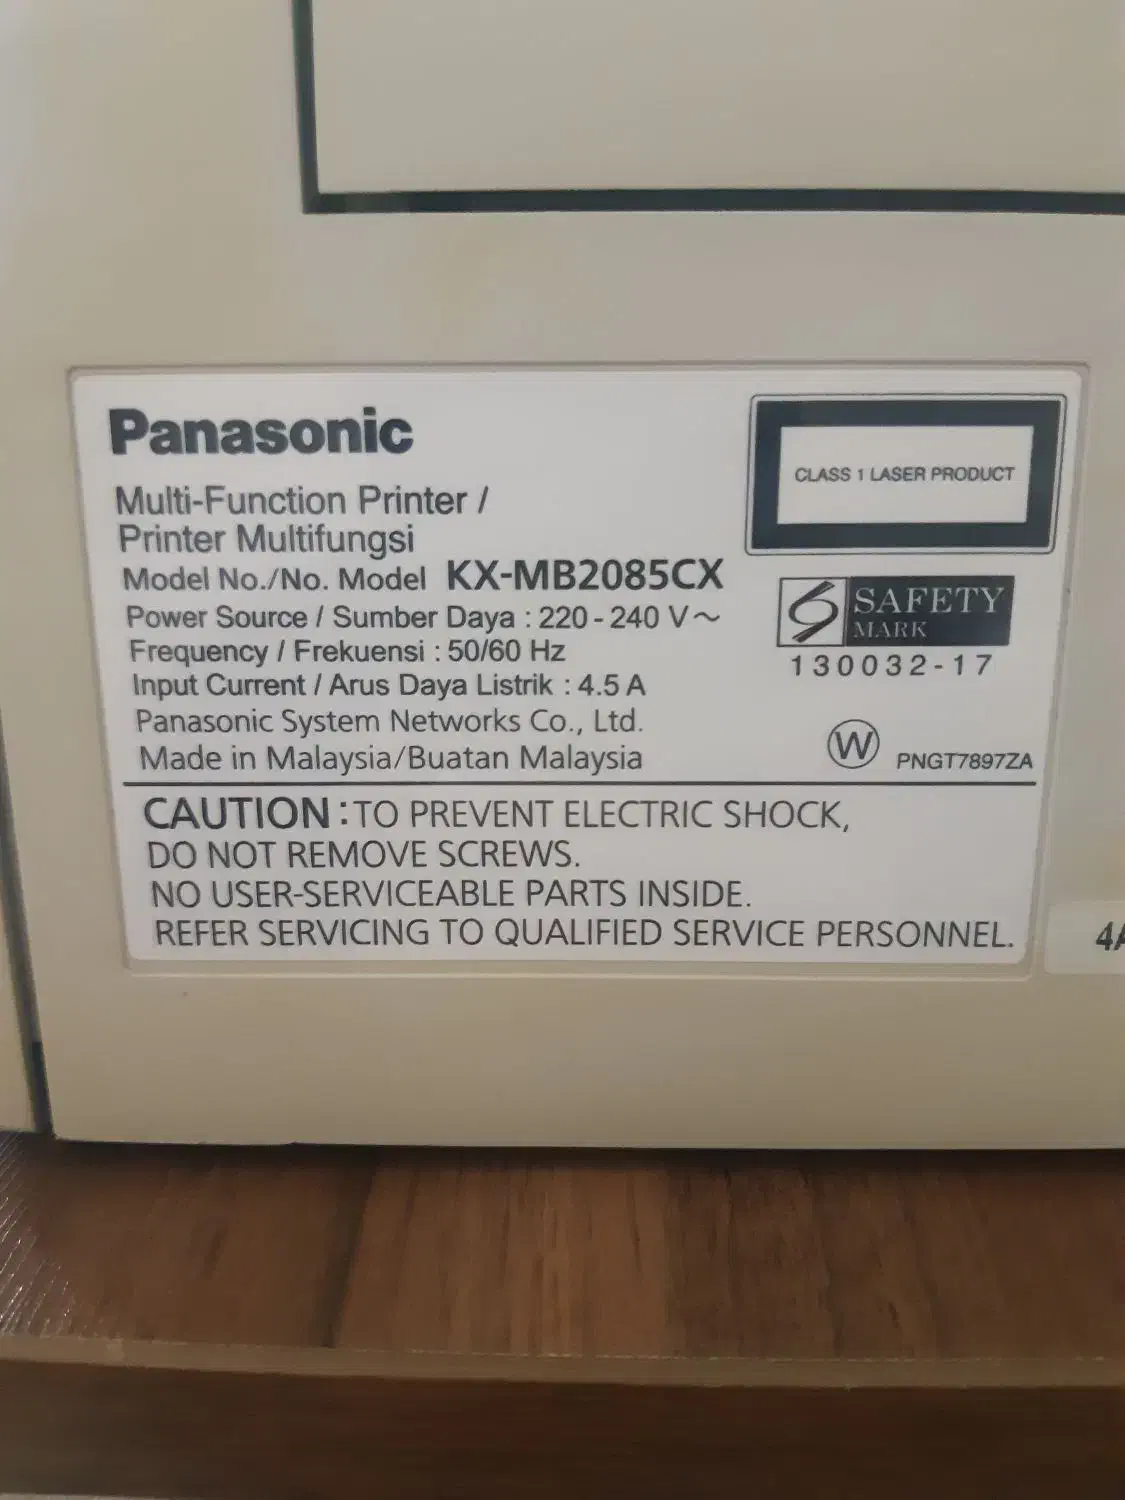 Panasonic
Multi-Function Printer /
Printer Multifungsi
Model No./No. Model KX-MB2085CX
Power Source / Sumber Daya : 220 - 240 V～
Frequency / Frekuensi : 50/60 Hz
Input Current / Arus Daya Listrik : 4.5 A
Panasonic System Networks Co., Ltd.
Made in Malaysia/Buatan Malaysia
CLASS 1 LASER PRODUCT
SAFETY
MARK
130032-17
W PNGT7897ZA
CAUTION : TO PREVENT ELECTRIC SHOCK,
DO NOT REMOVE SCREWS.
NO USER-SERVICEABLE PARTS INSIDE.
REFER SERVICING TO QUALIFIED SERVICE PERSONNEL.